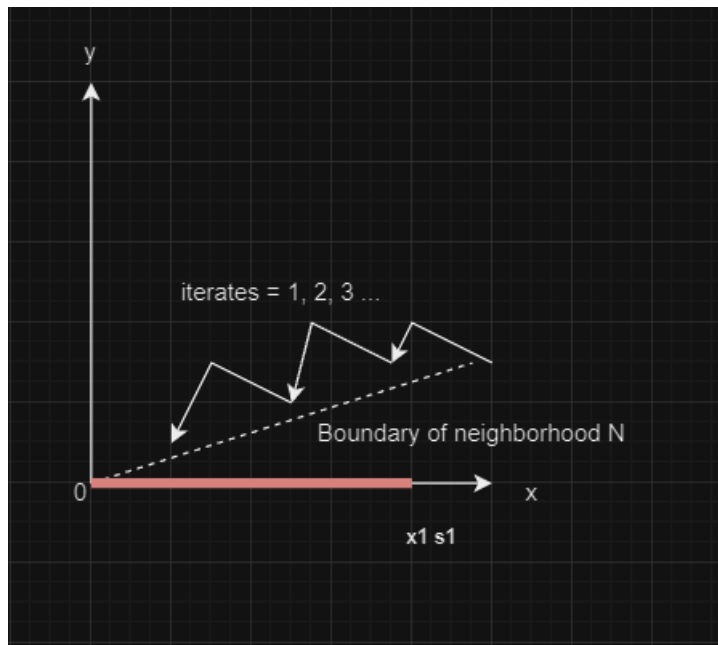 y
iterates = 1, 2, 3 ...
Boundary of neighborhood N
0
x
x1 s1